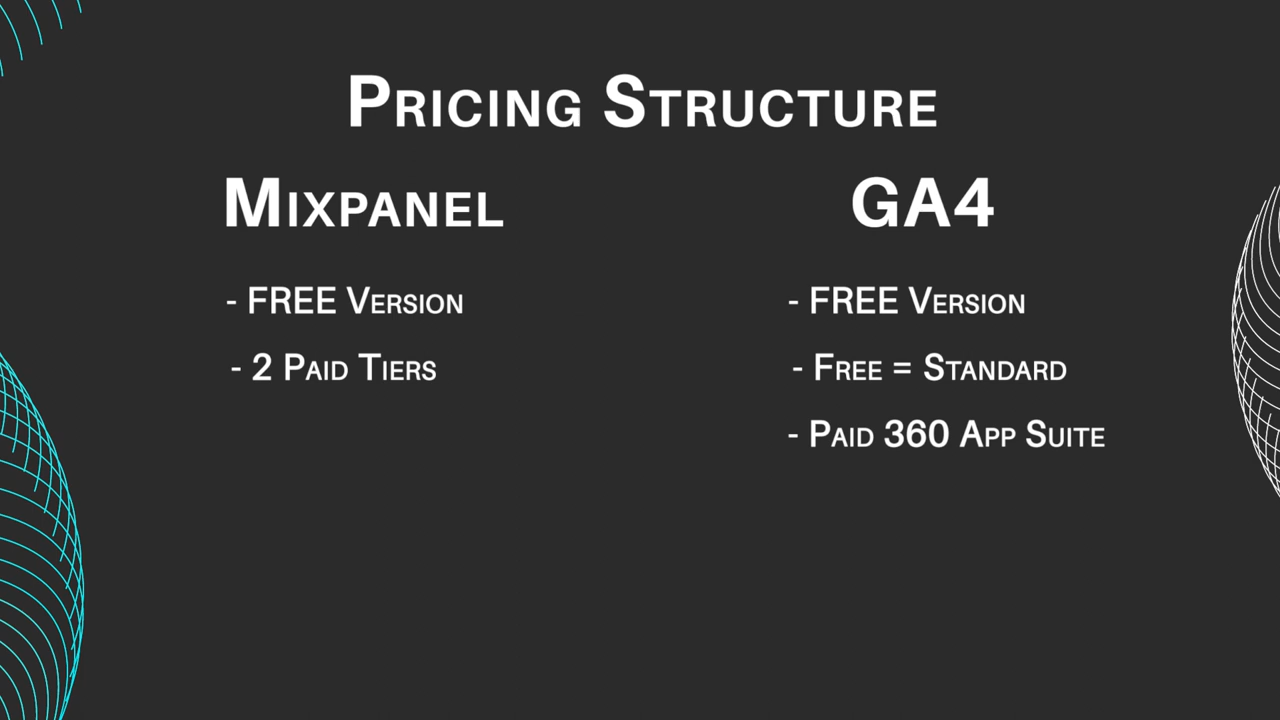 Pricing Structure
Mixpanel
- FREE Version
- 2 Paid Tiers
GA4
- FREE Version
- Free = Standard
- Paid 360 App Suite